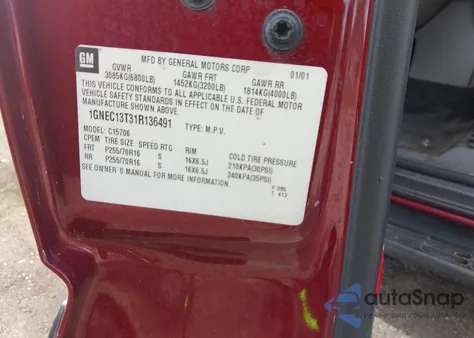 GM
MFD BY GENERAL MOTORS CORP 01/01
GVWR GAWR FRT GAWR RR
3085KG(6800LB) 1452KG(3200LB) 1814KG(4000LB)
THIS VEHICLE CONFORMS TO ALL APPLICABLE U.S. FEDERAL MOTOR
VEHICLE SAFETY STANDARDS IN EFFECT ON THE DATE OF
MANUFACTURE SHOWN ABOVE.
1GNEC13T31R136491 TYPE: M.P.V.
MODEL: C15706
CPEM TIRE SIZE SPEED RTG RIM COLD TIRE PRESSURE
FRT P255/70R16 S 16X6.5J 210KPA(30PSI)
RR P255/70R16 S 16X6.5J 240KPA(35PSI)
SEE OWNER'S MANUAL FOR MORE INFORMATION.
T 413
autoSnap